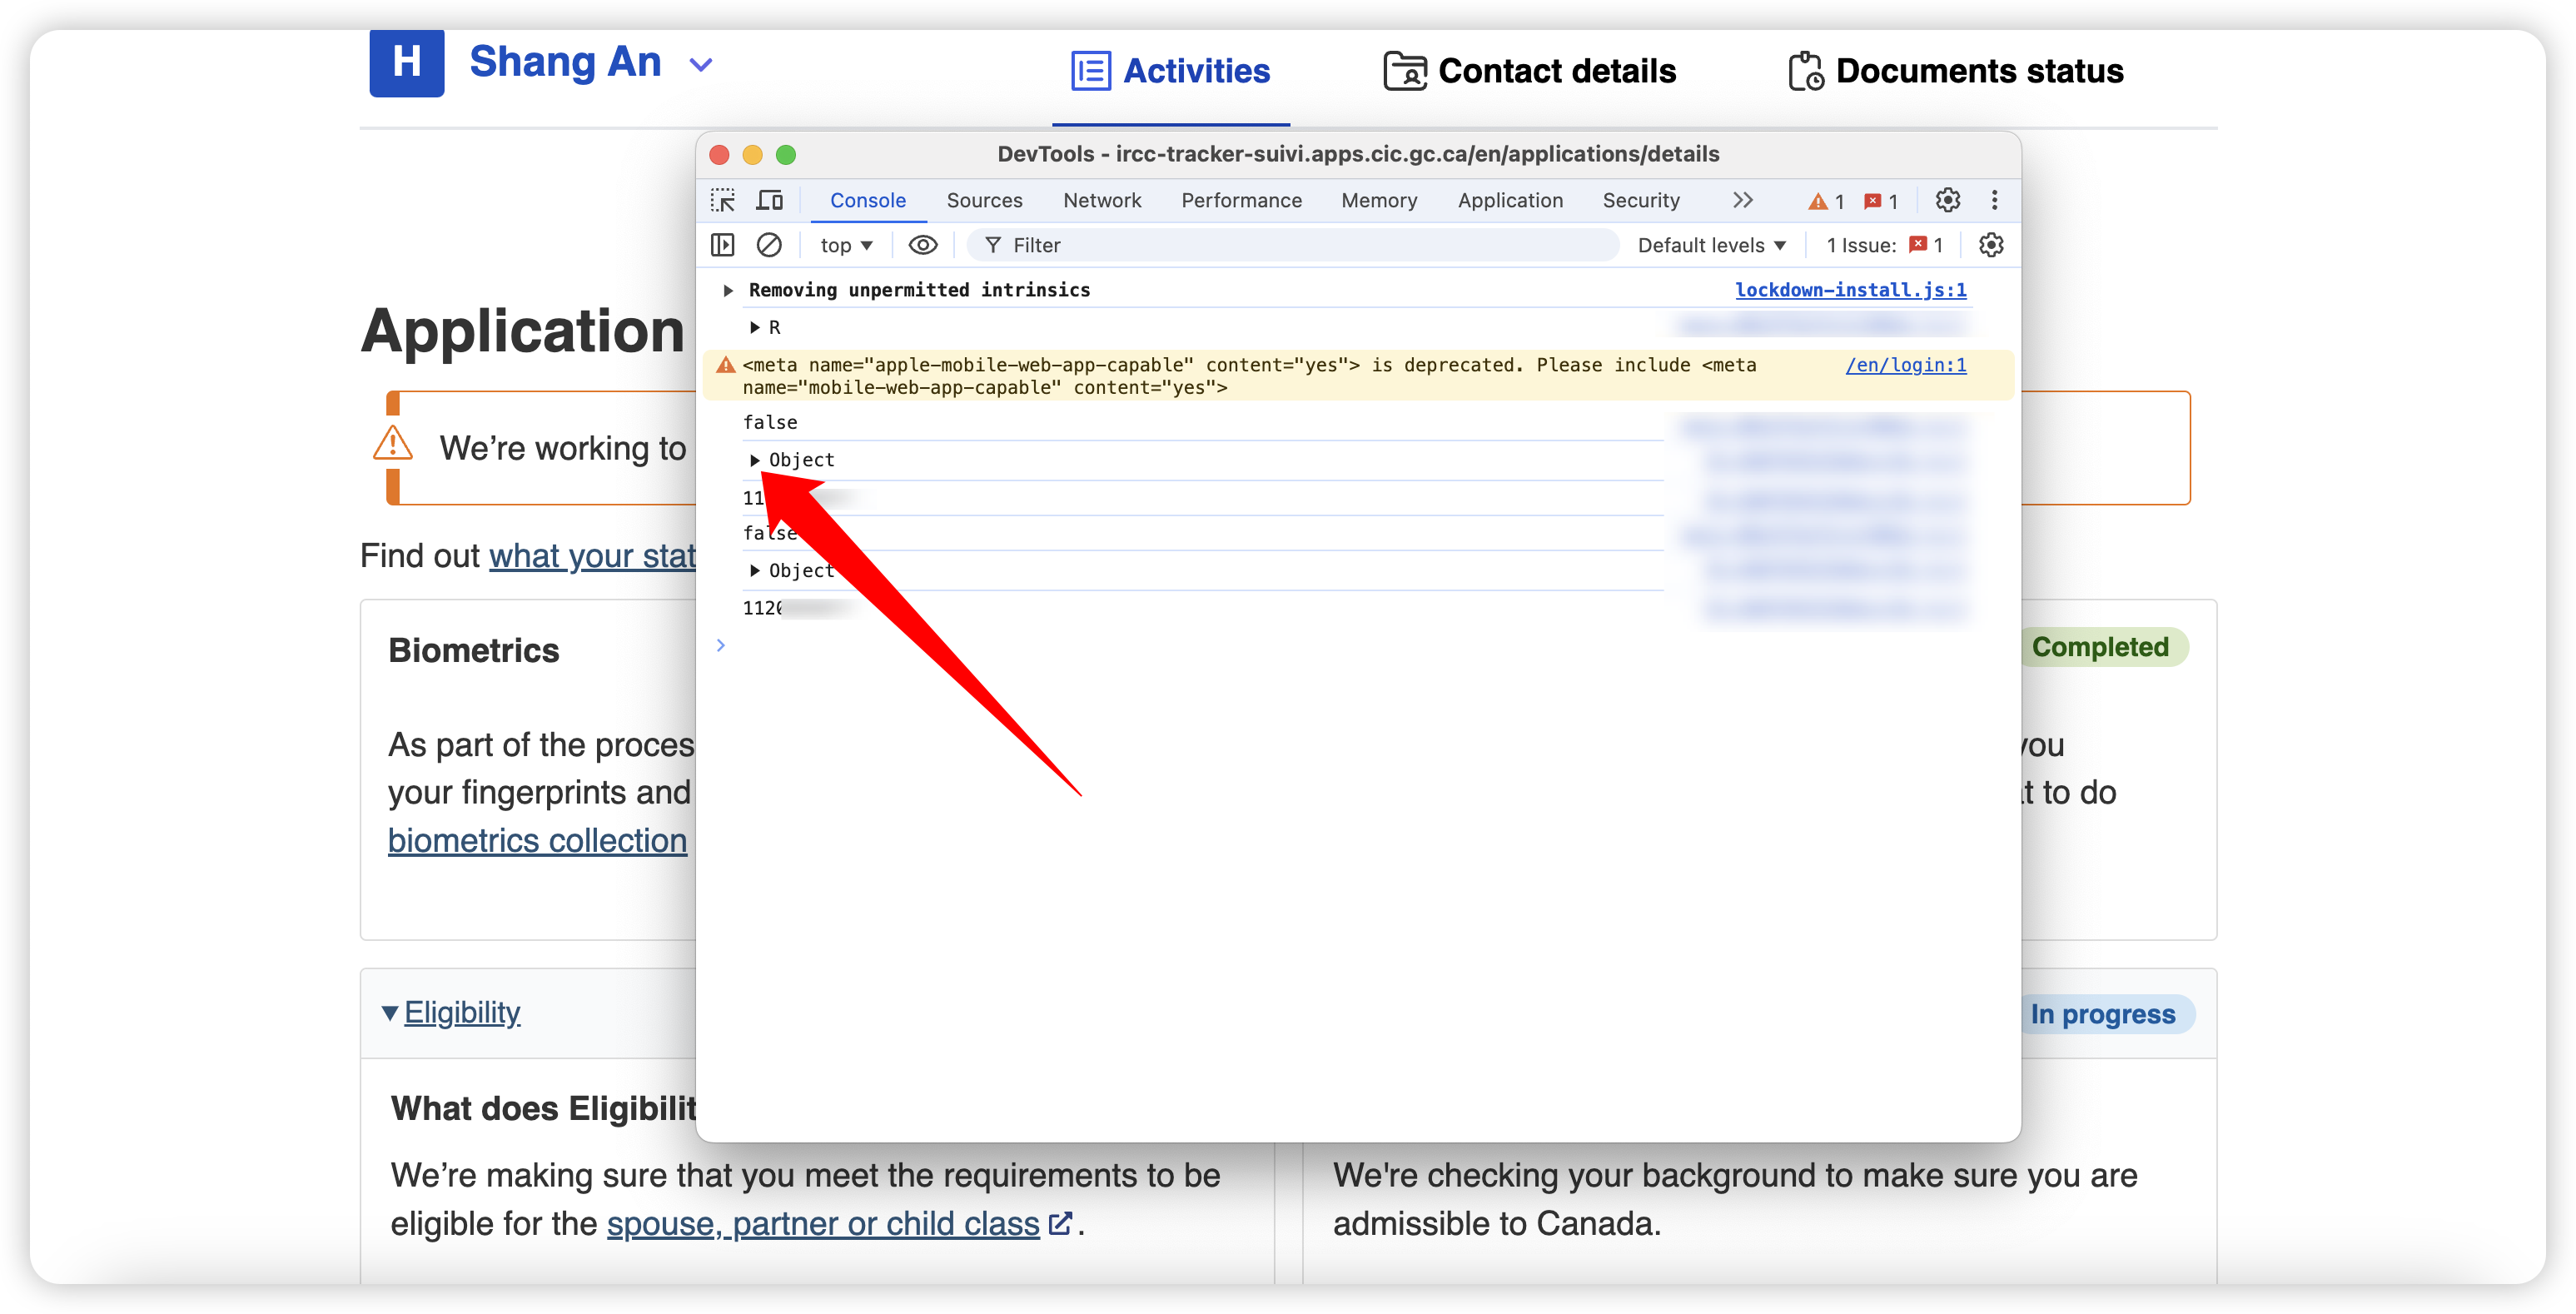 H Shang An
Activities
Contact details
Documents status
DevTools - ircc-tracker-suivi.apps.cic.gc.ca/en/applications/details
Console Sources Network Performance Memory Application Security 1 1
top Filter Default levels 1 Issue: 1
Removing unpermitted intrinsics lockdown-install.js:1
R
<meta name="apple-mobile-web-app-capable" content="yes"> is deprecated. Please include <meta /en/login:1
name="mobile-web-app-capable" content="yes">
false
Object
11
false
Object
112
Application
We’re working to
Find out what your stat
Biometrics
Completed
As part of the proces
you
your fingerprints and
to do
biometrics collection
Eligibility
In progress
What does Eligibilit
We’re making sure that you meet the requirements to be
eligible for the spouse, partner or child class.
We're checking your background to make sure you are
admissible to Canada.